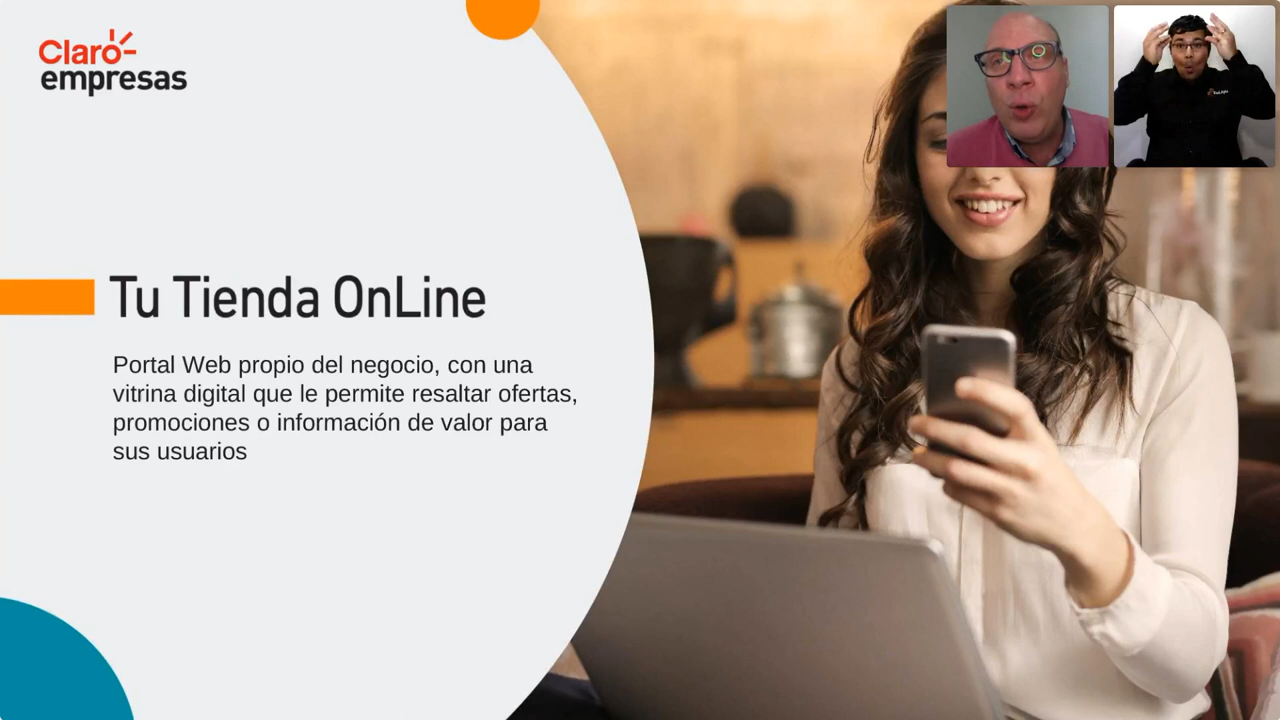 Claro
empresas
Tu Tienda OnLine
Portal Web propio del negocio, con una
vitrina digital que le permite resaltar ofertas,
promociones o información de valor para
sus usuarios